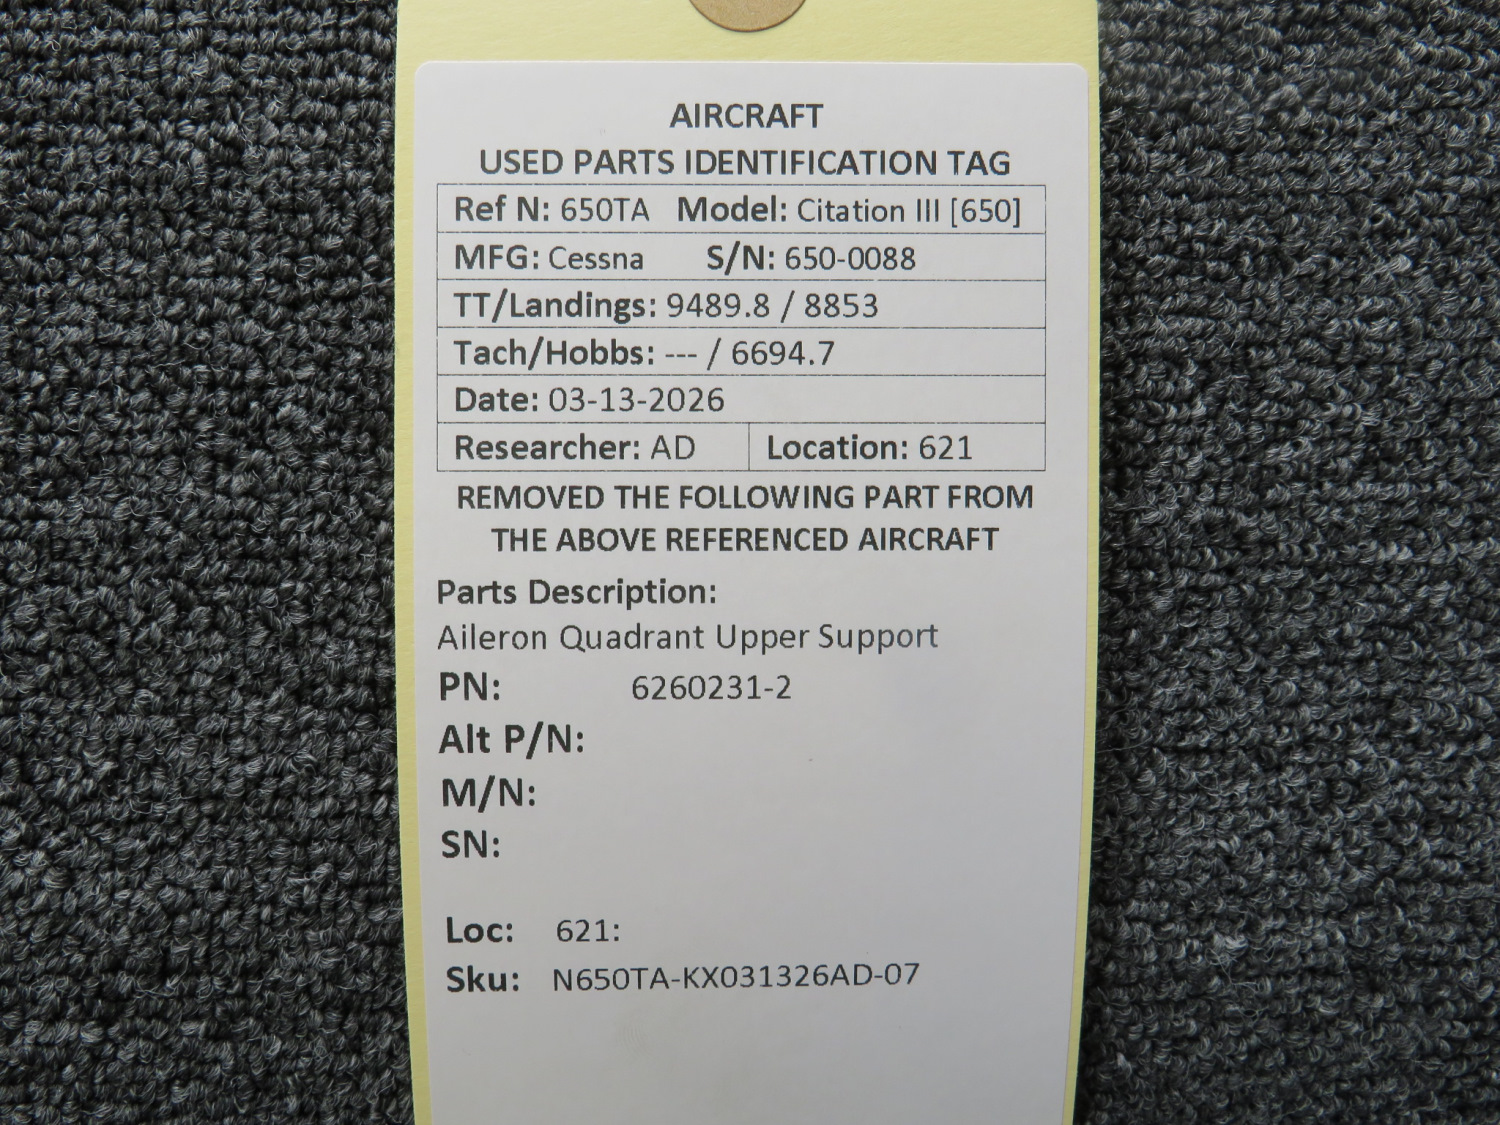 AIRCRAFT
USED PARTS IDENTIFICATION TAG
Ref N: 650TA Model: Citation III [650]
MFG: Cessna S/N: 650-0088
TT/Landings: 9489.8 / 8853
Tach/Hobbs: --- / 6694.7
Date: 03-13-2026
Researcher: AD Location: 621
REMOVED THE FOLLOWING PART FROM
THE ABOVE REFERENCED AIRCRAFT
Parts Description:
Aileron Quadrant Upper Support
PN: 6260231-2
Alt P/N:
M/N:
SN:
Loc: 621:
Sku: N650TA-KX031326AD-07